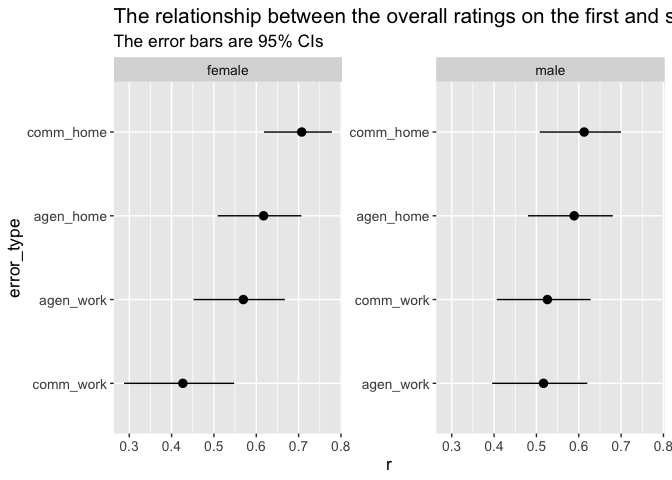 The relationship between the overall ratings on the first and s
The error bars are 95% CIs
female
male
comm_home
agen_home
agen_work
comm_work
comm_home
agen_home
comm_work
agen_work
error_type
0.3 0.4 0.5 0.6 0.7 0.8
0.3 0.4 0.5 0.6 0.7 0.8
r